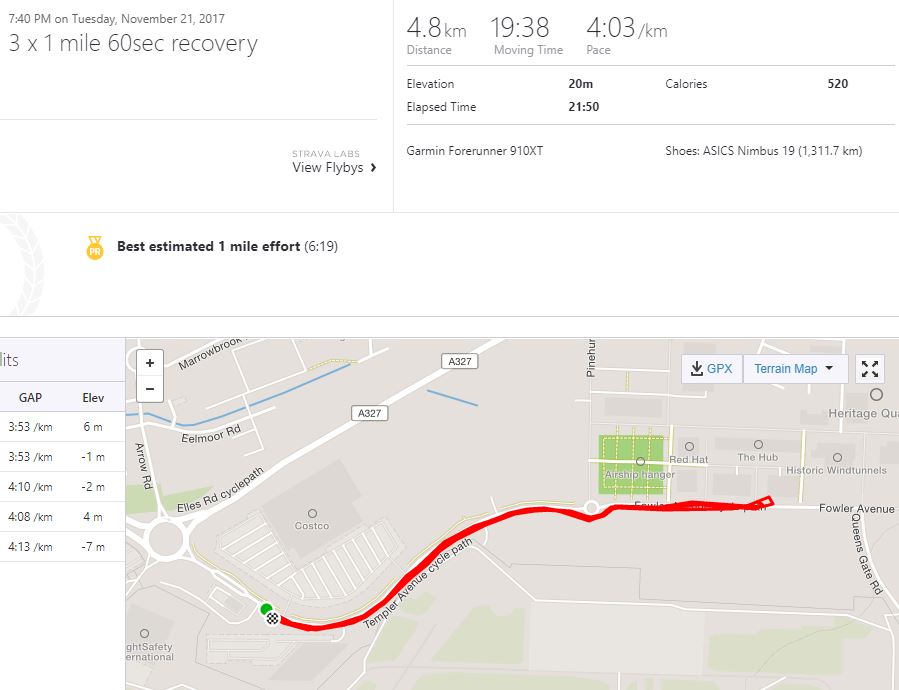 7:40 PM on Tuesday, November 21, 2017
3 x 1 mile 60sec recovery
4.8km 19:38 4:03/km
Distance Moving Time Pace
Elevation 20m Calories 520
Elapsed Time 21:50
Garmin Forerunner 910XT Shoes: ASICS Nimbus 19 (1,311.7 km)
STRAVA LABS
View Flybys
PR
Best estimated 1 mile effort (6:19)
lits
GAP Elev
3:53 /km 6 m
3:53 /km -1 m
4:10 /km -2 m
4:08 /km 4 m
4:13 /km -7 m
+
−
Marrowbrook
A327
A327
Pinehur
GPX
Terrain Map
Heritage Qua
Eelmoor Rd
Arrow Rd
Elles Rd cyclepath
Red Hat
The Hub
Airship hanger
Historic Windtunnels
Costco
Fowler
Fowler Avenue
Queens Gate Rd
Templer Avenue cycle path
ghtSafety
ernational